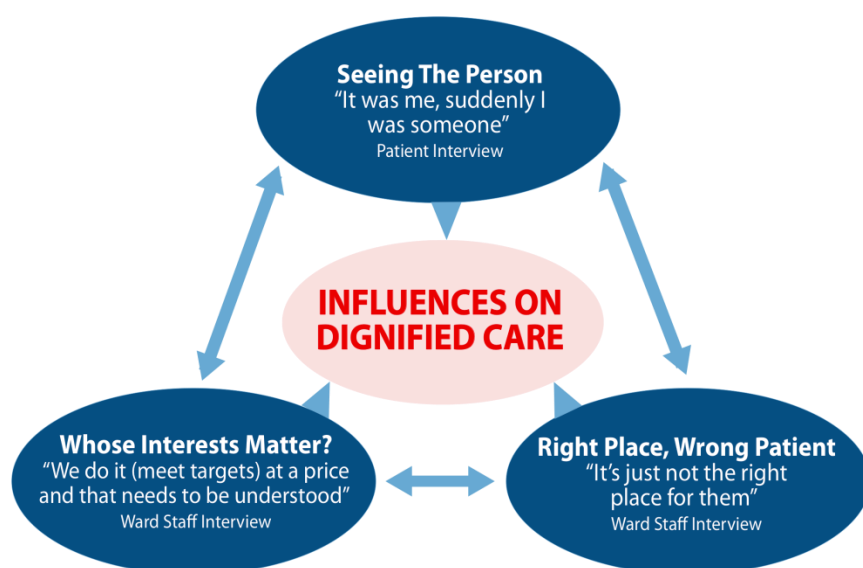 Seeing The Person
“It was me, suddenly I
was someone”
Patient Interview
INFLUENCES ON
DIGNIFIED CARE
Whose Interests Matter?
“We do it (meet targets) at a price
and that needs to be understood”
Ward Staff Interview
Right Place, Wrong Patient
“It’s just not the right
place for them”
Ward Staff Interview